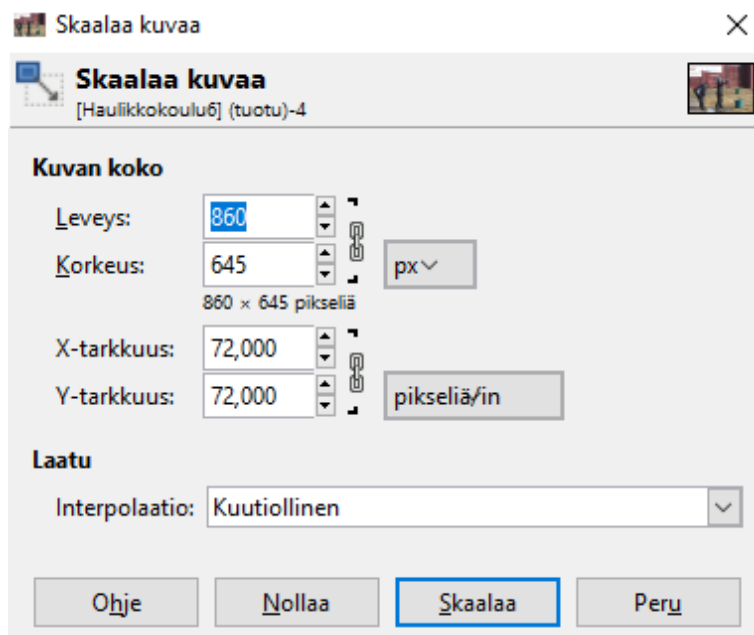 Skaalaa kuvaa
Skaalaa kuvaa
[Haulikkokoulu6] (tuotu)-4
Kuvan koko
Leveys: 860
Korkeus: 645 px
860 × 645 pikseliä
X-tarkkuus: 72,000
Y-tarkkuus: 72,000 pikseliä/in
Laatu
Interpolaatio: Kuutiollinen
Ohje Nollaa Skaalaa Peru